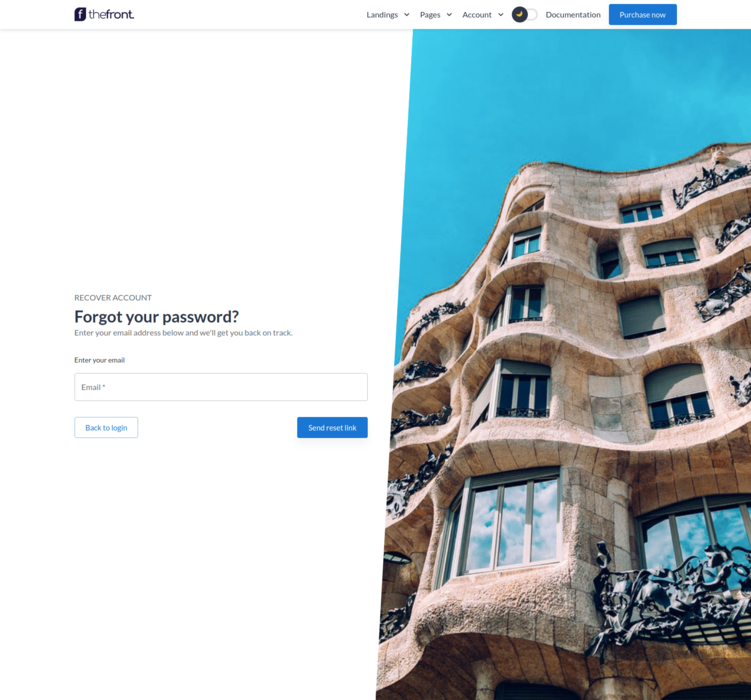 thefront.
Landings
Pages
Account
Documentation
Purchase now
RECOVER ACCOUNT
Forgot your password?
Enter your email address below and we'll get you back on track.
Enter your email
Email *
Back to login
Send reset link